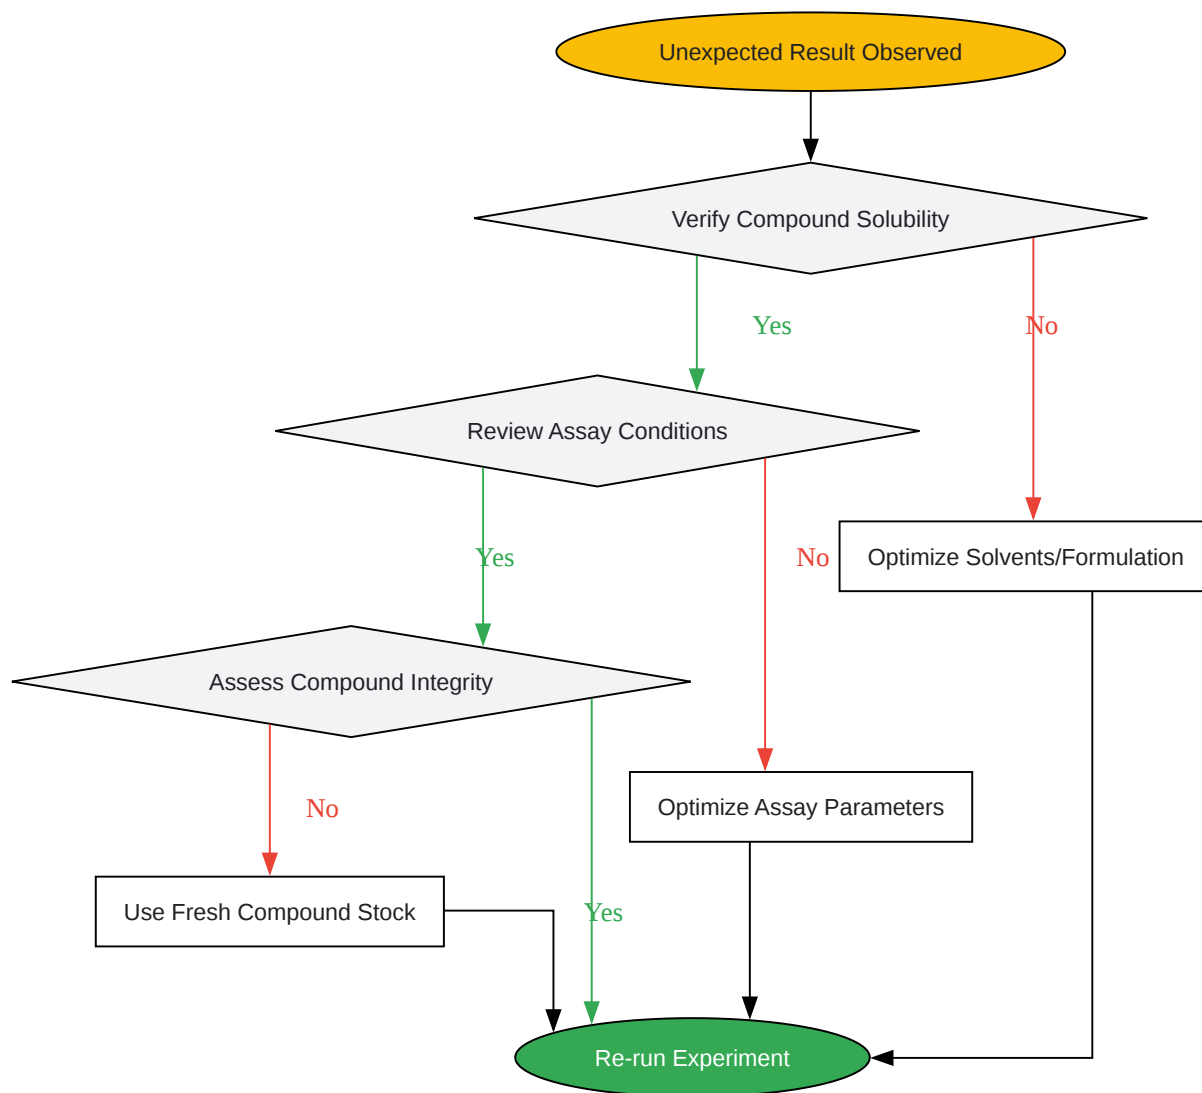 Unexpected Result Observed
Verify Compound Solubility
Yes
No
Review Assay Conditions
Yes
No
Optimize Solvents/Formulation
Assess Compound Integrity
No
Optimize Assay Parameters
Use Fresh Compound Stock
Yes
Re-run Experiment